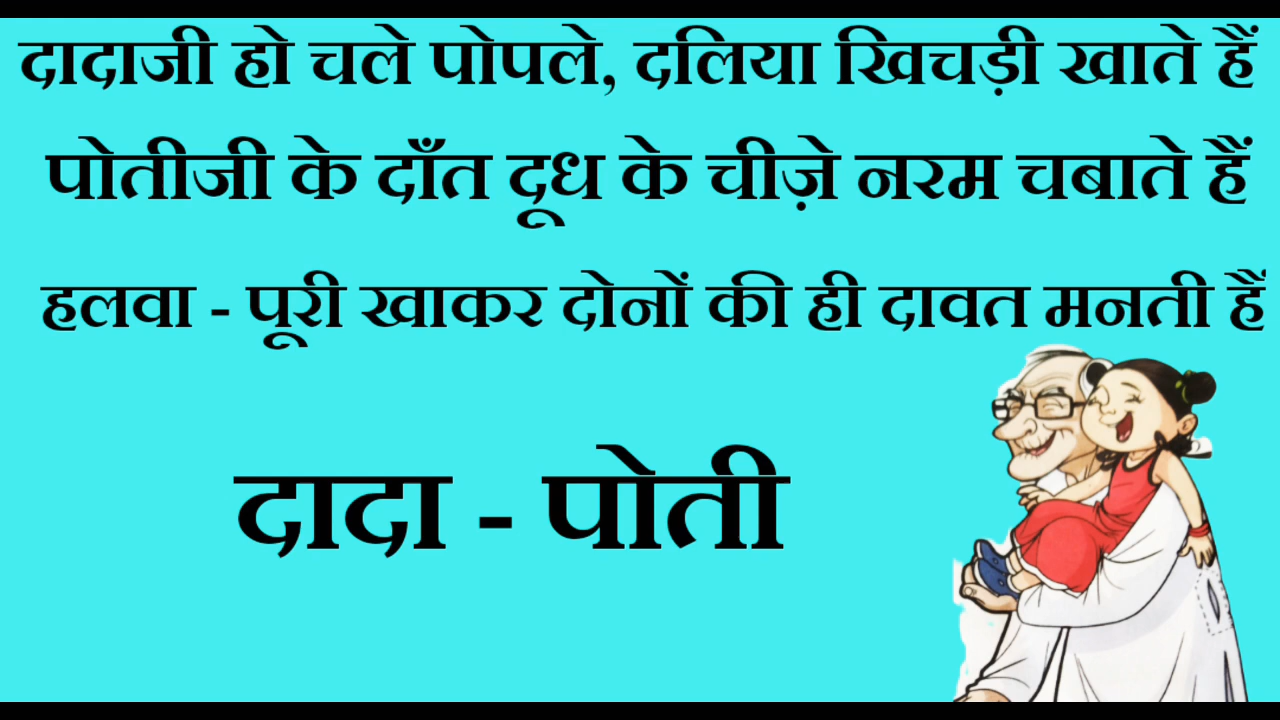 दादाजी हो चले पोपले, दलिया खिचड़ी खाते हैं
पोतीजी के दाँत दूध के चीज़े नरम चबाते हैं
हलवा - पूरी खाकर दोनों की ही दावत मनती हैं
दादा - पोती